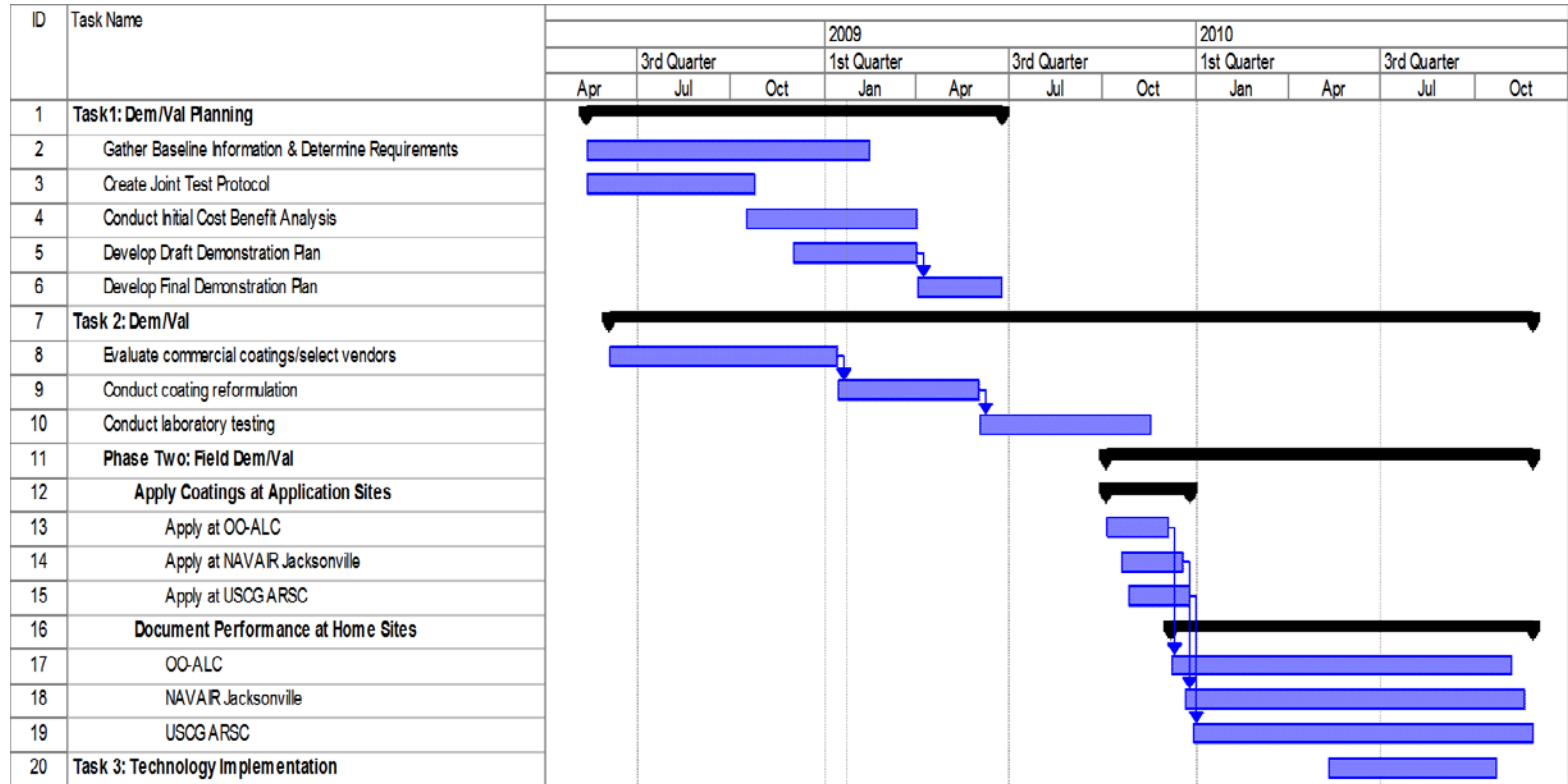 ID Task Name
2009 2010
3rd Quarter 1st Quarter 3rd Quarter 1st Quarter 3rd Quarter
Apr Jul Oct Jan Apr Jul Oct Jan Apr Jul Oct
1 Task1: Dem/Val Planning
2 Gather Baseline Information & Determine Requirements
3 Create Joint Test Protocol
4 Conduct Initial Cost Benefit Analysis
5 Develop Draft Demonstration Plan
6 Develop Final Demonstration Plan
7 Task 2: Dem/Val
8 Evaluate commercial coatings/select vendors
9 Conduct coating reformulation
10 Conduct laboratory testing
11 Phase Two: Field Dem/Val
12 Apply Coatings at Application Sites
13 Apply at OO-ALC
14 Apply at NAVAIR Jacksonville
15 Apply at USCG ARSC
16 Document Performance at Home Sites
17 OO-ALC
18 NAVAIR Jacksonville
19 USCG ARSC
20 Task 3: Technology Implementation